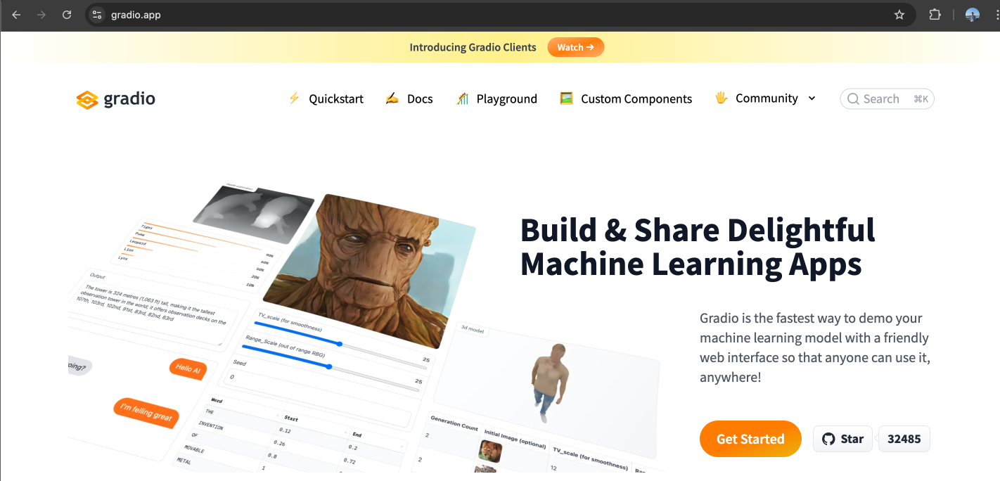 gradio.app
Introducing Gradio Clients
Watch →
gradio
Quickstart
Docs
Playground
Custom Components
Community
Search ⌘K
Build & Share Delightful
Machine Learning Apps
Gradio is the fastest way to demo your
machine learning model with a friendly
web interface so that anyone can use it,
anywhere!
Get Started
Star
32485
Depth estimation
Tiger
Puma
Leopard
Lion
Lynx
90%
60%
50%
20%
10%
Output
The tower is 324 metres (1,063 ft) tall, making it the tallest
observation tower in the world; it offers observation decks on the
107th, 103rd, 102nd, 91st, 83rd, 82nd, 63rd
oing?
Hello AI
I'm felling great
TV_scale (for smoothness)
25
Range_Scale (out of range RBG)
25
Seed
0
Word Start End
THE 0.12 0.2
INVENTION 0.26 0.72
OF 0.8
MOVABLE 1
METAL
3d model
Generation Count Initial Image (optional) TV_scale (for smoothness) Ran
2 12
2